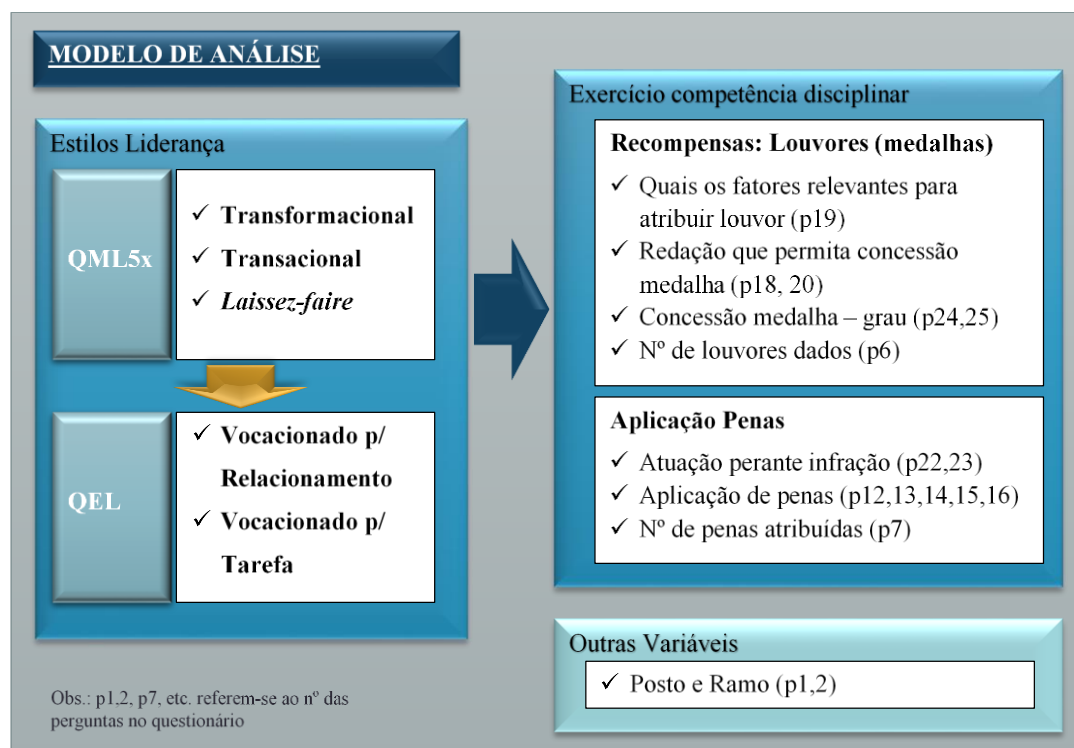 MODELO DE ANÁLISE
Estilos Liderança
QML5x
✓ Transformacional
✓ Transacional
✓ Laissez-faire
QEL
✓ Vocacionado p/
Relacionamento
✓ Vocacionado p/
Tarefa
Obs.: p1,2, p7, etc. referem-se ao nº das
perguntas no questionário
Exercício competência disciplinar
Recompensas: Louvores (medalhas)
✓ Quais os fatores relevantes para
atribuir louvor (p19)
✓ Redação que permita concessão
medalha (p18, 20)
✓ Concessão medalha – grau (p24,25)
✓ Nº de louvores dados (p6)
Aplicação Penas
✓ Atuação perante infração (p22,23)
✓ Aplicação de penas (p12,13,14,15,16)
✓ Nº de penas atribuídas (p7)
Outras Variáveis
✓ Posto e Ramo (p1,2)